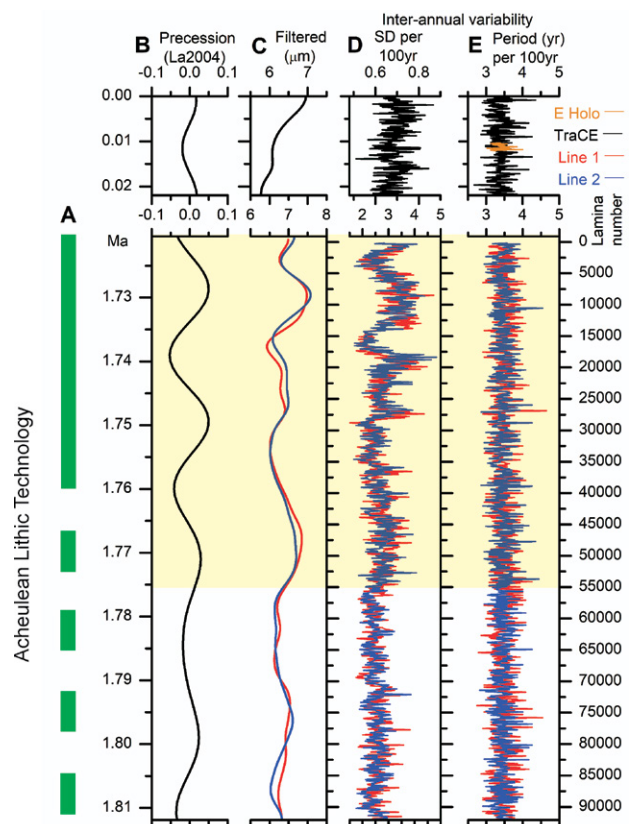 Inter-annual variability
B C D E
Precession (La2004)
Filtered (μm)
SD per 100yr
Period (yr) per 100yr
-0.1 0.0 0.1
6 7
0.6 0.8
3 4 5
0.00
0.01
0.02
E Holo
TraCE
Line 1
Line 2
-0.1 0.0 0.1
6 7 8
2 3 4 5
3 4 5
Lamina number
A
Ma
1.73
1.74
1.75
1.76
1.77
1.78
1.79
1.80
1.81
0
5000
10000
15000
20000
25000
30000
35000
40000
45000
50000
55000
60000
65000
70000
75000
80000
85000
90000
Acheulean Lithic Technology